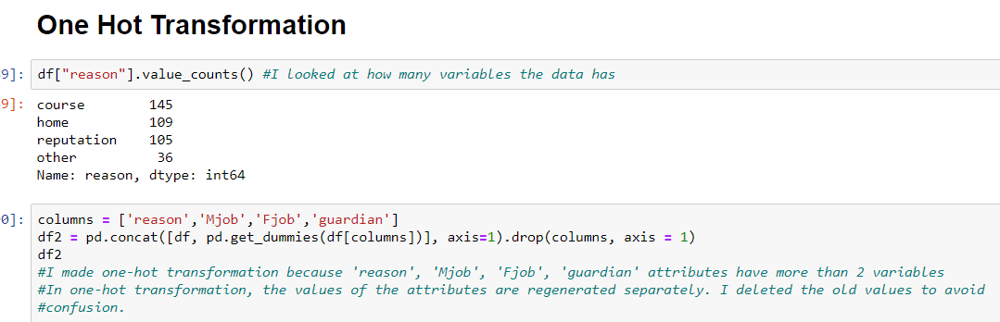 One Hot Transformation
9]: df["reason"].value_counts() #I looked at how many variables the data has
9]: course 145
home 109
reputation 105
other 36
Name: reason, dtype: int64
0]: columns = ['reason','Mjob','Fjob','guardian']
df2 = pd.concat([df, pd.get_dummies(df[columns])], axis=1).drop(columns, axis = 1)
df2
#I made one-hot transformation because 'reason', 'Mjob', 'Fjob', 'guardian' attributes have more than 2 variables
#In one-hot transformation, the values of the attributes are regenerated separately. I deleted the old values to avoid
#confusion.